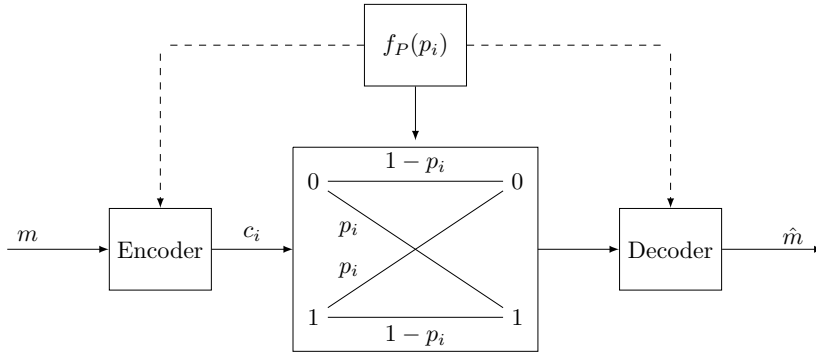 f_P(p_i)
1 − p_i
0 0
p_i
m Encoder c_i Decoder m̂
p_i
1 1
1 − p_i